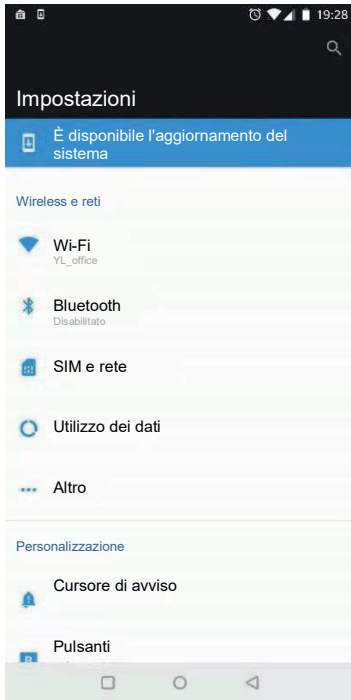 19:28
Impostazioni
È disponibile l'aggiornamento del
sistema
Wireless e reti
Wi-Fi
YL_office
Bluetooth
Disabilitato
SIM e rete
Utilizzo dei dati
Altro
Personalizzazione
Cursore di avviso
Pulsanti